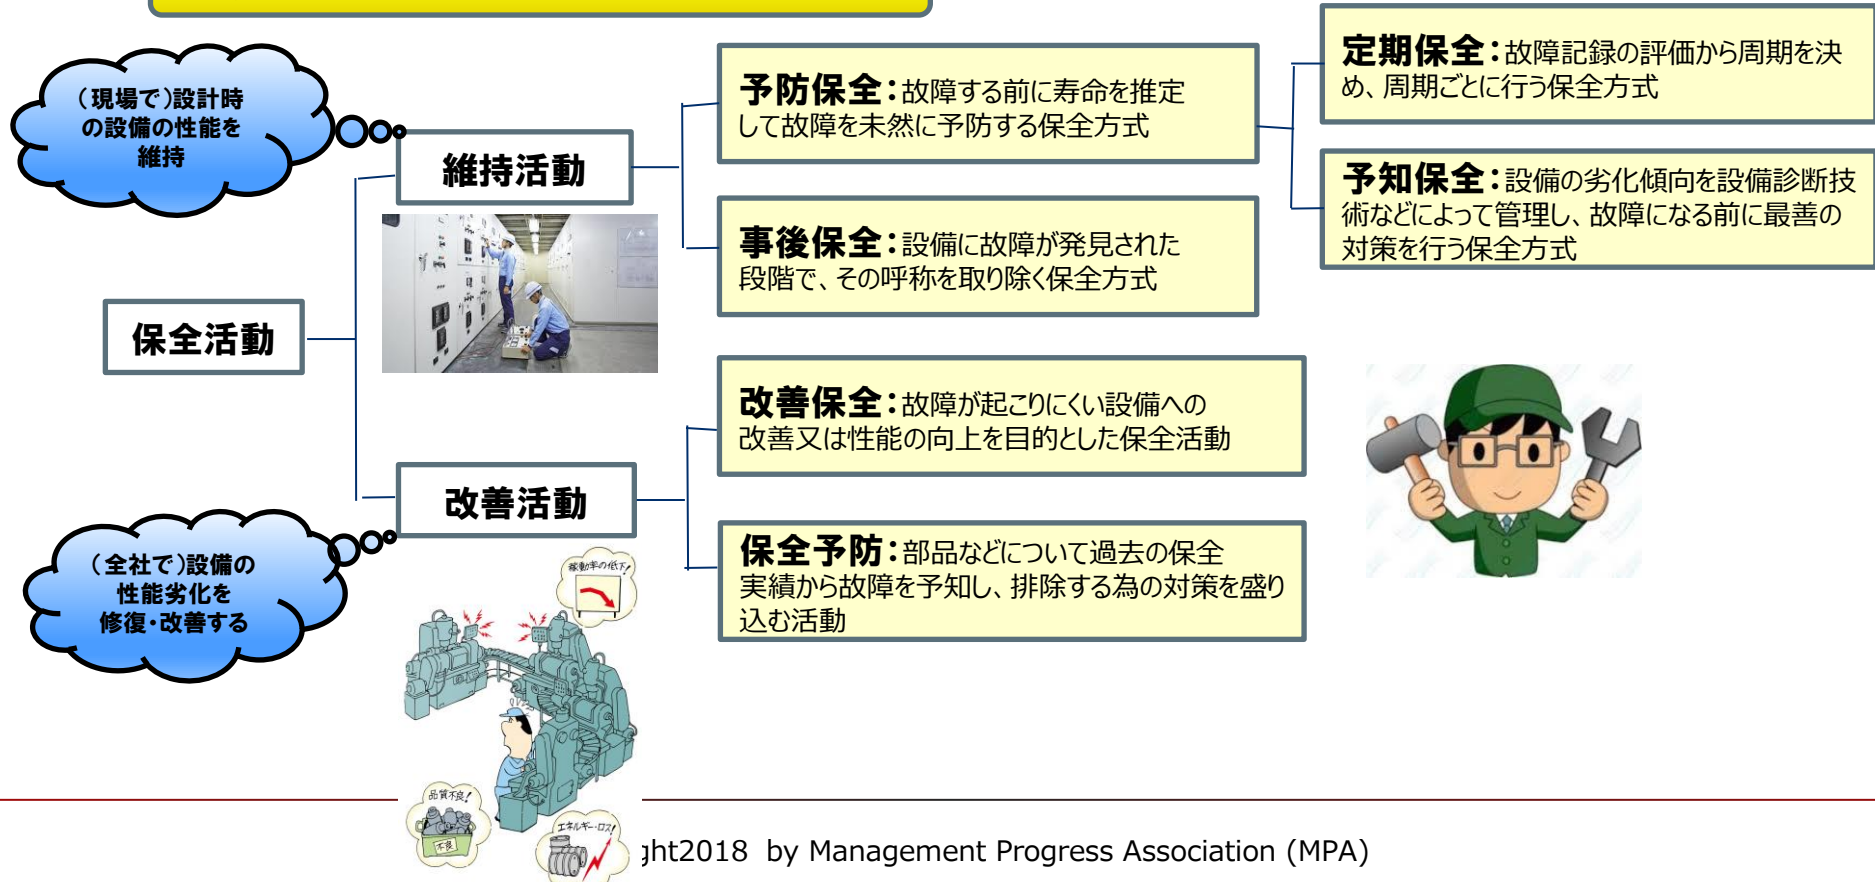 （現場で）設計時
の設備の性能を
維持
維持活動
予防保全：故障する前に寿命を推定
して故障を未然に予防する保全方式
定期保全：故障記録の評価から周期を決
め、周期ごとに行う保全方式
予知保全：設備の劣化傾向を設備診断技
術などによって管理し、故障になる前に最善の
対策を行う保全方式
事後保全：設備に故障が発見された
段階で、その呼称を取り除く保全方式
保全活動
改善保全：故障が起こりにくい設備への
改善又は性能の向上を目的とした保全活動
改善活動
（全社で）設備の
性能劣化を
修復・改善する
保全予防：部品などについて過去の保全
実績から故障を予知し、排除する為の対策を盛り
込む活動
稼動率の低下!
品質不良!
不良
エネルギー・ロス!
ght2018 by Management Progress Association (MPA)